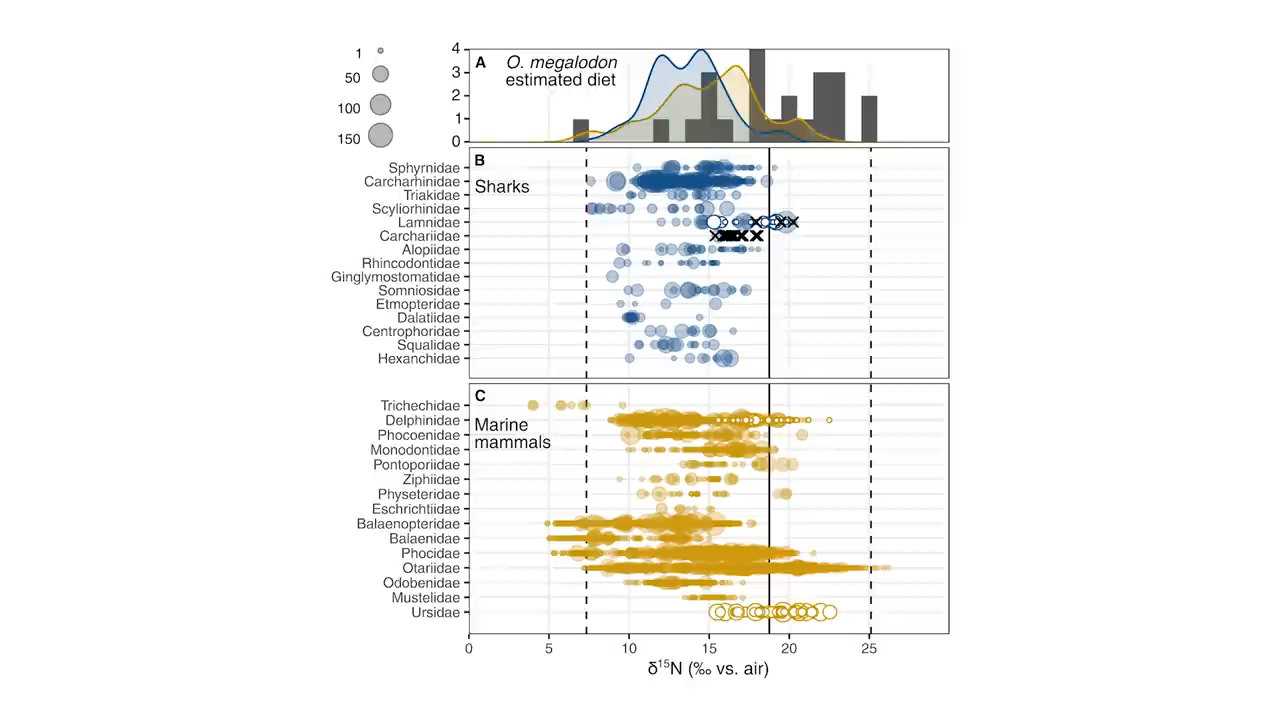 1
50
100
150
4
3
2
1
0
A
O. megalodon
estimated diet
B
Sharks
Sphyrnidae
Carcharhinidae
Triakidae
Scyliorhinidae
Lamnidae
Carchariidae
Alopiidae
Rhincodontidae
Ginglymostomatidae
Somniosidae
Etmopteridae
Dalatiidae
Centrophoridae
Squalidae
Hexanchidae
C
Marine
mammals
Trichechidae
Delphinidae
Phocoenidae
Monodontidae
Pontoporiidae
Ziphiidae
Physeteridae
Eschrichtiidae
Balaenopteridae
Balaenidae
Phocidae
Otariidae
Odobenidae
Mustelidae
Ursidae
0 5 10 15 20 25
δ¹⁵N (‰ vs. air)